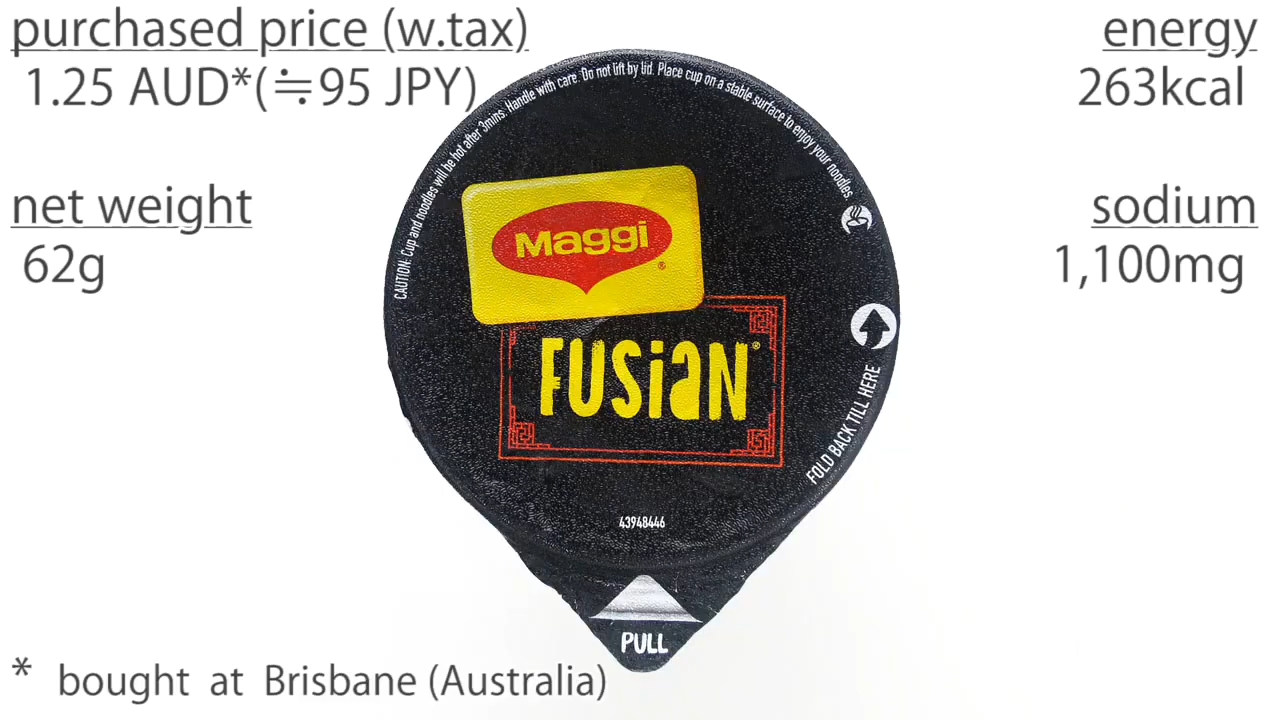 purchased price (w.tax)
1.25 AUD*(≒95 JPY)
energy
263kcal
net weight
62g
sodium
1,100mg
CAUTION: Cup and noodles will be hot after 3mins. Handle with care. Do not lift by lid. Place cup on a stable surface to enjoy your noodles.
Maggi®
FUSiaN®
FOLD BACK TILL HERE
43948446
PULL
* bought at Brisbane (Australia)